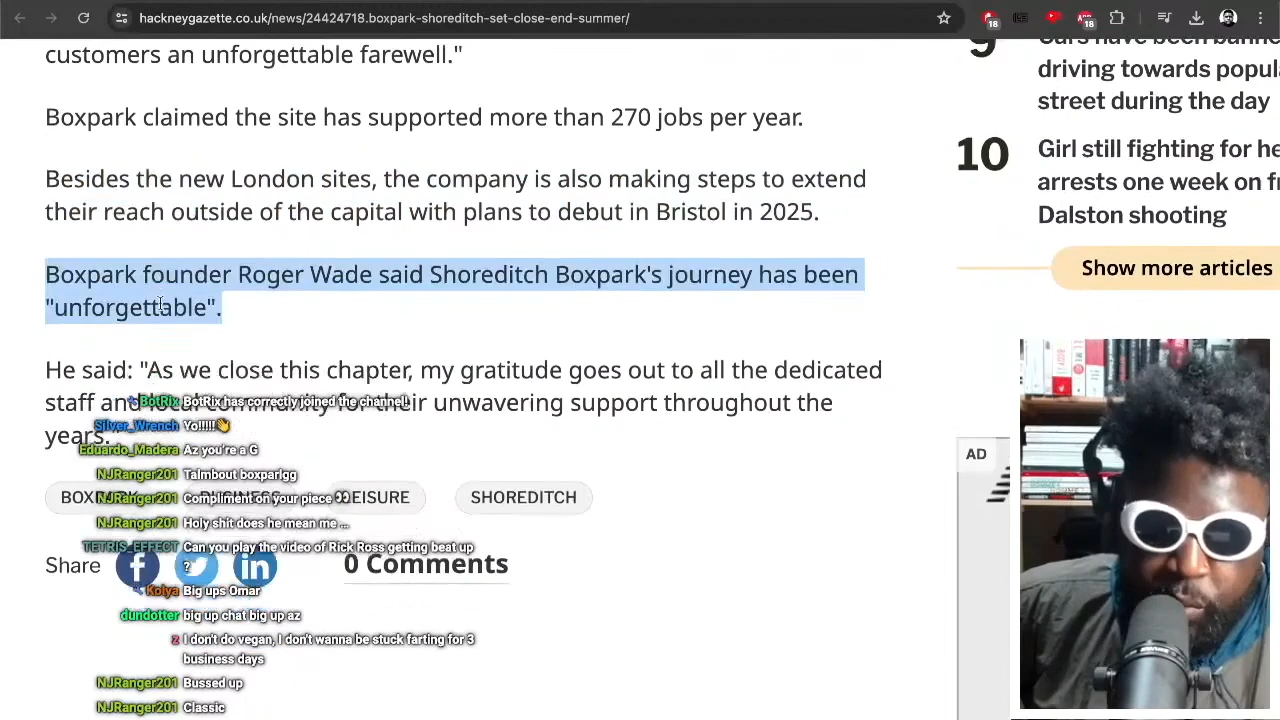 hackneygazette.co.uk/news/24424718.boxpark-shoreditch-set-close-end-summer/
18
18
customers an unforgettable farewell."
Boxpark claimed the site has supported more than 270 jobs per year.
Besides the new London sites, the company is also making steps to extend
their reach outside of the capital with plans to debut in Bristol in 2025.
Boxpark founder Roger Wade said Shoreditch Boxpark's journey has been
"unforgettable".
He said: "As we close this chapter, my gratitude goes out to all the dedicated
staff and their unwavering support throughout the
years.
BotRix BotRix has correctly joined the channel!
Silver_Wrench Yo!!!!!👋
Eduardo_Madera Az you're a G
NJRanger201 Talmbout boxparlgg
NJRanger201 Compliment on your piece 👀
NJRanger201 Holy shit does he mean me ...
TETRIS_EFFECT Can you play the video of Rick Ross getting beat up
?
Kolya Big ups Omar
dundotter big up chat big up az
z I don't do vegan, I don't wanna be stuck farting for 3
business days
NJRanger201 Bussed up
NJRanger201 Classic
LEISURE
SHOREDITCH
Share
0 Comments
9
driving towards popul
street during the day
10
Girl still fighting for he
arrests one week on f
Dalston shooting
Show more articles
AD